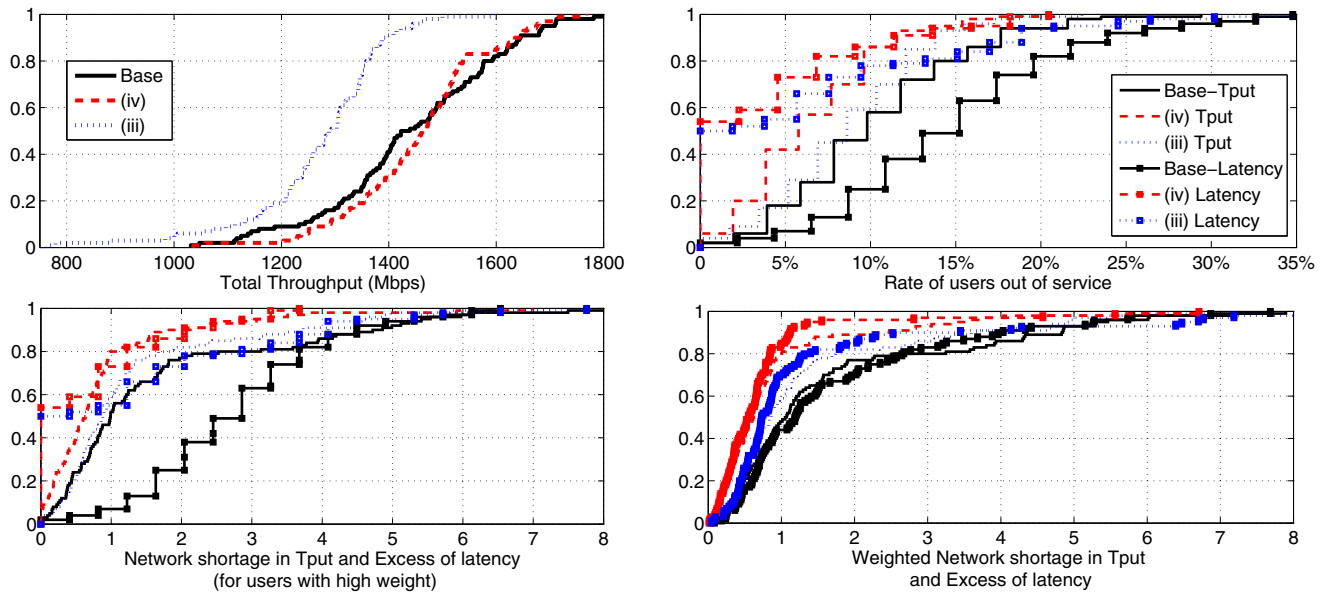 1
0.8
0.6
0.4
0.2
0
Base
(iv)
(iii)
800 1000 1200 1400 1600 1800
Total Throughput (Mbps)
1
0.8
0.6
0.4
0.2
0
Base-Tput
(iv) Tput
(iii) Tput
Base-Latency
(iv) Latency
(iii) Latency
0 5% 10% 15% 20% 25% 30% 35%
Rate of users out of service
1
0.8
0.6
0.4
0.2
0
0 1 2 3 4 5 6 7 8
Network shortage in Tput and Excess of latency
(for users with high weight)
1
0.8
0.6
0.4
0.2
0
0 1 2 3 4 5 6 7 8
Weighted Network shortage in Tput
and Excess of latency